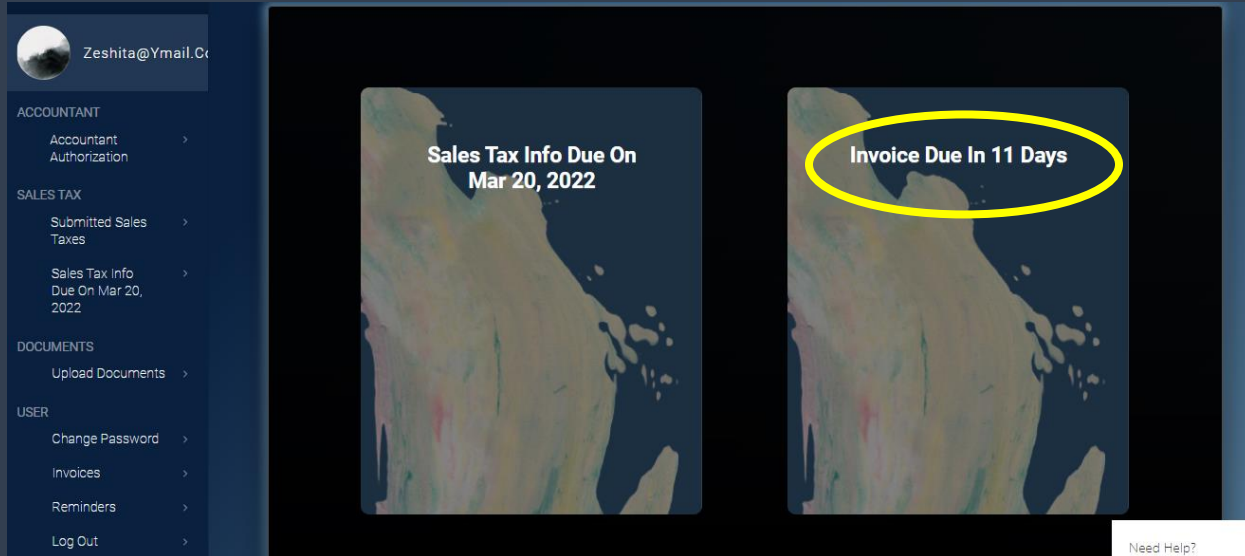 Zeshita@Ymail.Co
ACCOUNTANT
Accountant
Authorization
SALES TAX
Submitted Sales
Taxes
Sales Tax Info
Due On Mar 20,
2022
DOCUMENTS
Upload Documents
USER
Change Password
Invoices
Reminders
Log Out
Sales Tax Info Due On
Mar 20, 2022
Invoice Due In 11 Days
Need Help?